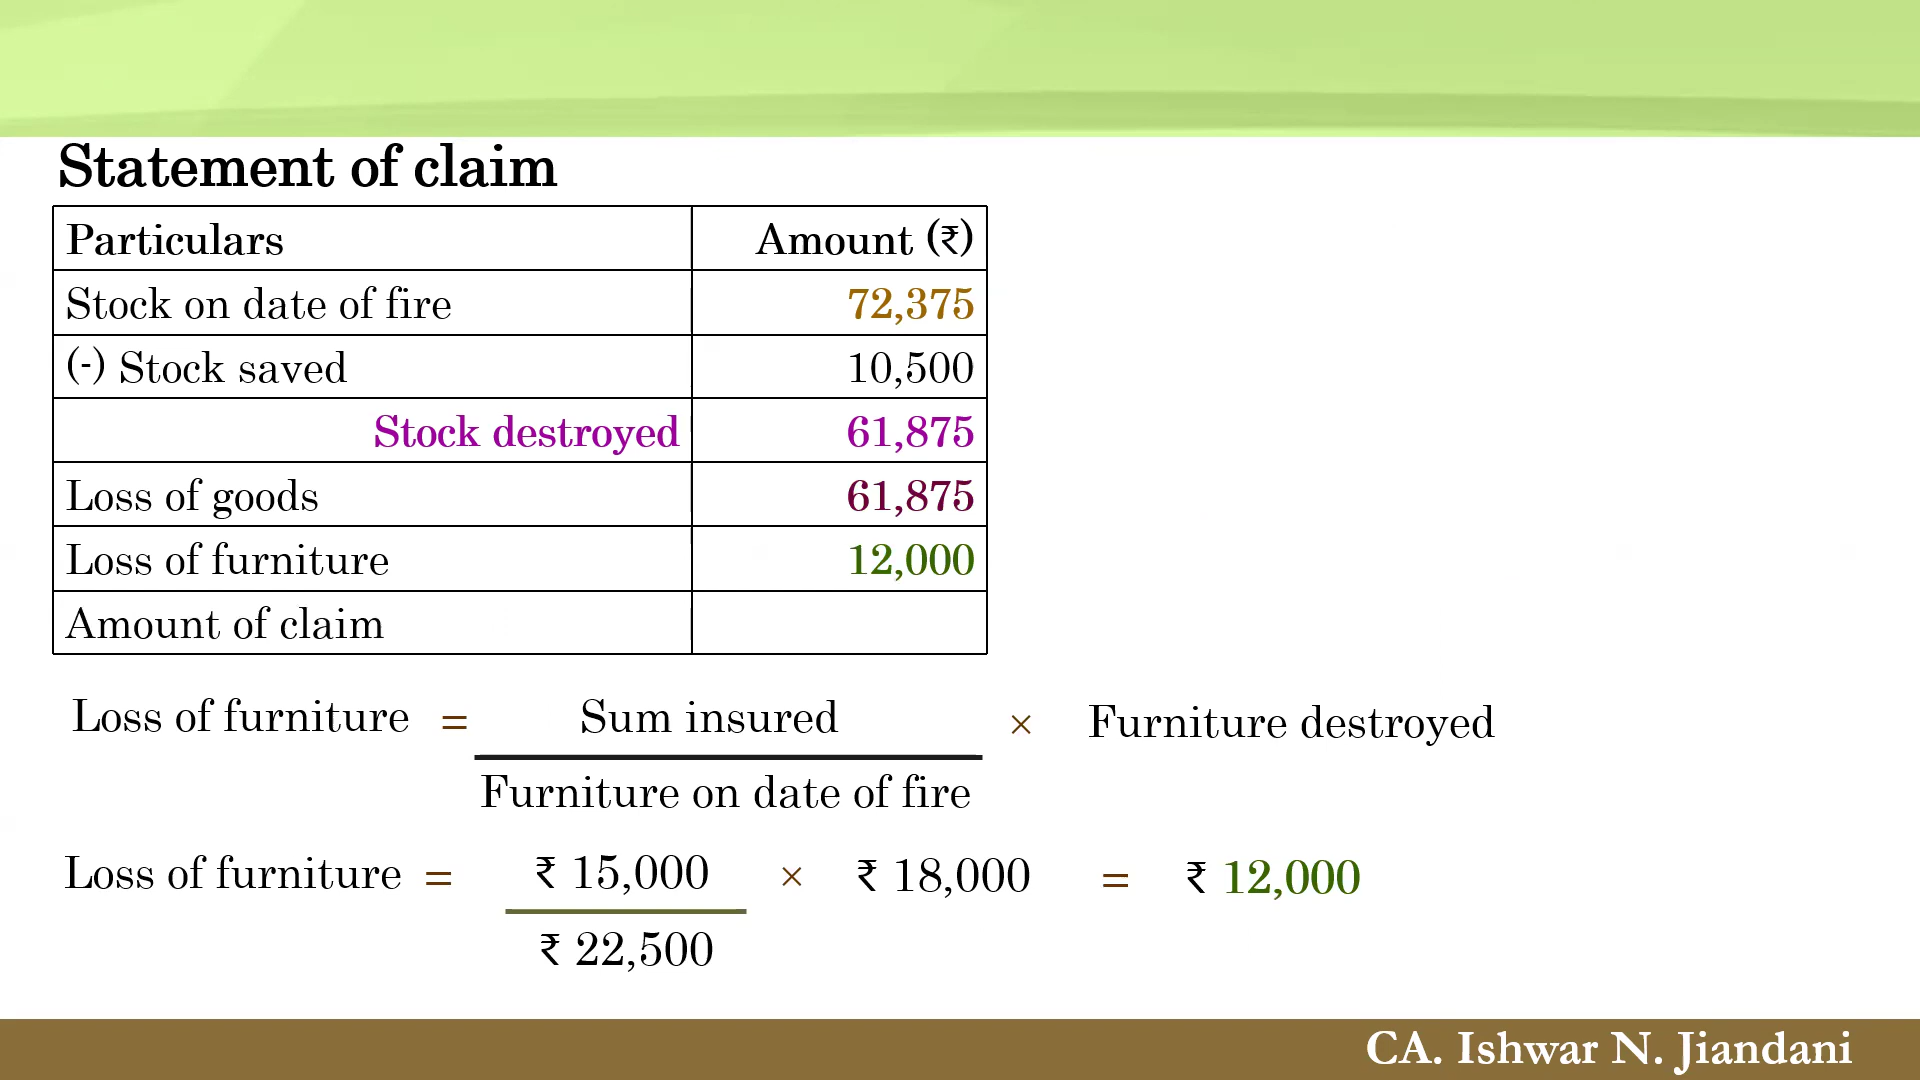 Statement of claim
Particulars Amount (₹)
Stock on date of fire 72,375
(-) Stock saved 10,500
Stock destroyed 61,875
Loss of goods 61,875
Loss of furniture 12,000
Amount of claim
Loss of furniture = Sum insured × Furniture destroyed
Furniture on date of fire
Loss of furniture = ₹ 15,000 × ₹ 18,000 = ₹ 12,000
₹ 22,500
CA. Ishwar N. Jiandani